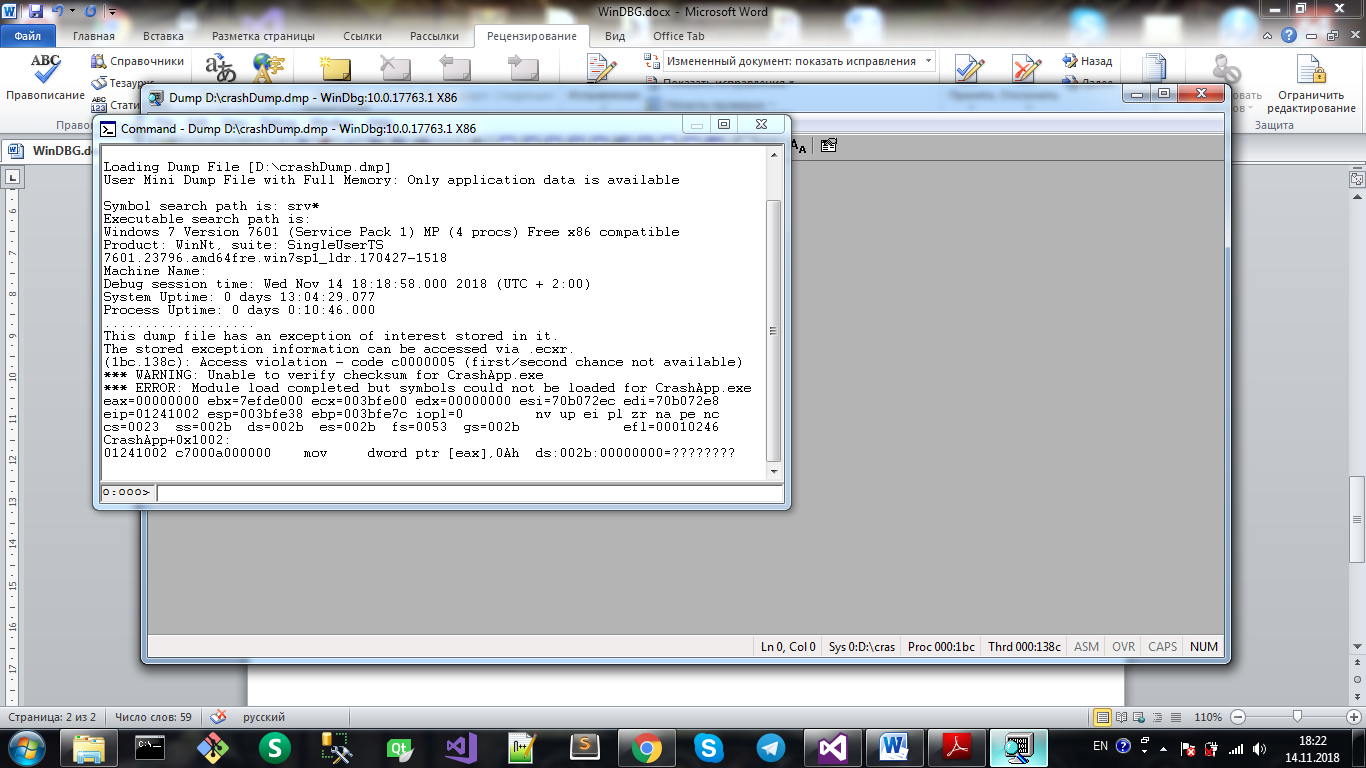 WinDBG.docx - Microsoft Word
Файл Главная Вставка Разметка страницы Ссылки Рассылки Рецензирование Вид Office Tab
ABC
Правописание
Справочники
Тезаурус
ABC
123
Измененный документ: показать исправления
Показать исправления
Назад
Далее
Ограничить
редактирование
Защита
WinDBG.d
Dump D:\crashDump.dmp - WinDbg:10.0.17763.1 X86
Command - Dump D:\crashDump.dmp - WinDbg:10.0.17763.1 X86
Loading Dump File [D:\crashDump.dmp]
User Mini Dump File with Full Memory: Only application data is available
Symbol search path is: srv*
Executable search path is:
Windows 7 Version 7601 (Service Pack 1) MP (4 procs) Free x86 compatible
Product: WinNt, suite: SingleUserTS
7601.23796.amd64fre.win7sp1_ldr.170427-1518
Machine Name:
Debug session time: Wed Nov 14 18:18:58.000 2018 (UTC + 2:00)
System Uptime: 0 days 13:04:29.077
Process Uptime: 0 days 0:10:46.000
...................
This dump file has an exception of interest stored in it.
The stored exception information can be accessed via .ecxr.
(1bc.138c): Access violation - code c0000005 (first/second chance not available)
*** WARNING: Unable to verify checksum for CrashApp.exe
*** ERROR: Module load completed but symbols could not be loaded for CrashApp.exe
eax=00000000 ebx=7efde000 ecx=003bfe00 edx=00000000 esi=70b072ec edi=70b072e8
eip=01241002 esp=003bfe38 ebp=003bfe7c iopl=0 nv up ei pl zr na pe nc
cs=0023 ss=002b ds=002b es=002b fs=0053 gs=002b efl=00010246
CrashApp+0x1002:
01241002 c7000a000000 mov dword ptr [eax],0Ah ds:002b:00000000=????????
0:000>
Ln 0, Col 0 Sys 0:D:\cras Proc 000:1bc Thrd 000:138c ASM OVR CAPS NUM
Страница: 2 из 2 Число слов: 59 русский 110%
EN 18:22
14.11.2018